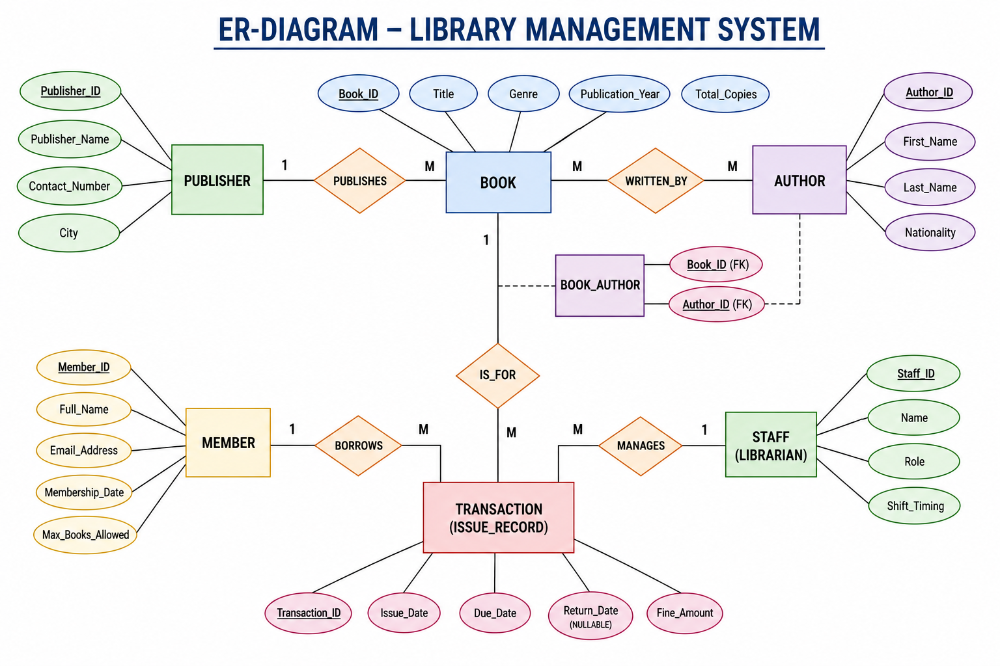 ER-DIAGRAM – LIBRARY MANAGEMENT SYSTEM
Publisher_ID
Publisher_Name
Contact_Number
City
PUBLISHER
1
PUBLISHES
M
Book_ID
Title
Genre
Publication_Year
Total_Copies
BOOK
M
WRITTEN_BY
M
AUTHOR
Author_ID
First_Name
Last_Name
Nationality
1
BOOK_AUTHOR
Book_ID (FK)
Author_ID (FK)
IS_FOR
M
Member_ID
Full_Name
Email_Address
Membership_Date
Max_Books_Allowed
MEMBER
1
BORROWS
M
M
MANAGES
1
STAFF
(LIBRARIAN)
Staff_ID
Name
Role
Shift_Timing
TRANSACTION
(ISSUE_RECORD)
Transaction_ID
Issue_Date
Due_Date
Return_Date
(NULLABLE)
Fine_Amount